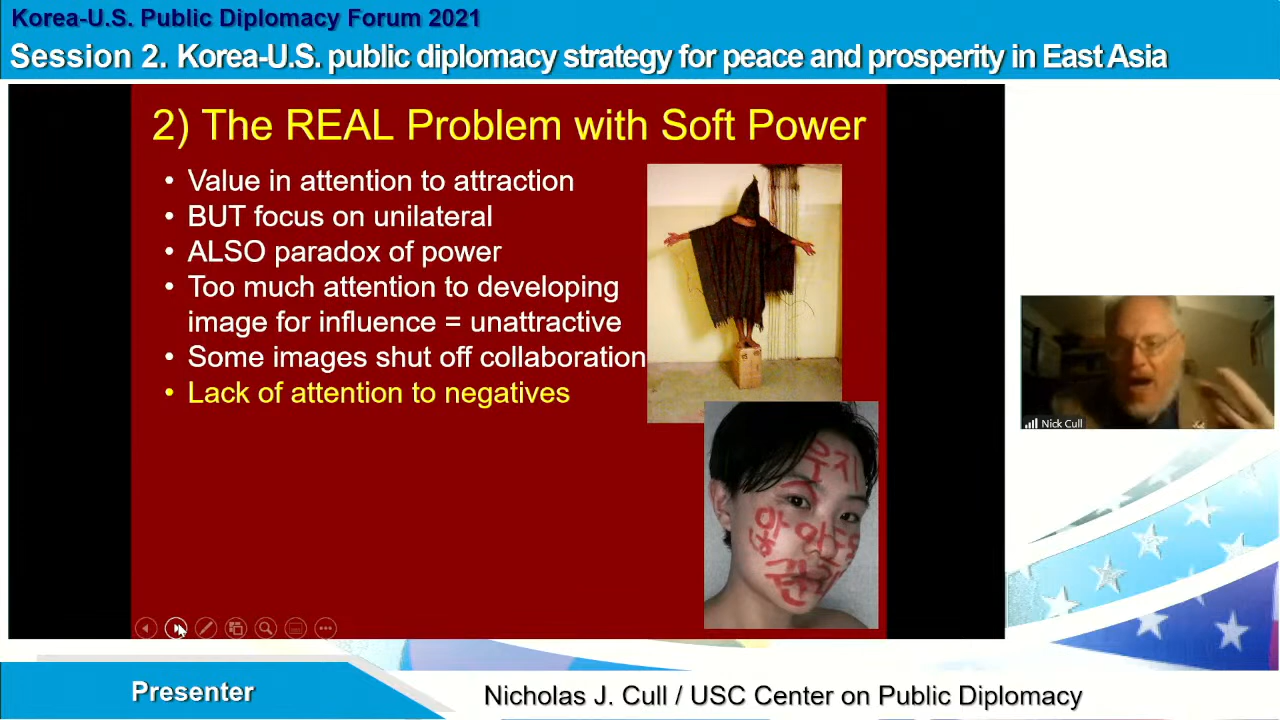 Korea-U.S. Public Diplomacy Forum 2021
Session 2. Korea-U.S. public diplomacy strategy for peace and prosperity in East Asia
2) The REAL Problem with Soft Power
• Value in attention to attraction
• BUT focus on unilateral
• ALSO paradox of power
• Too much attention to developing
image for influence = unattractive
• Some images shut off collaboration
• Lack of attention to negatives
Nick Cull
Presenter
Nicholas J. Cull / USC Center on Public Diplomacy